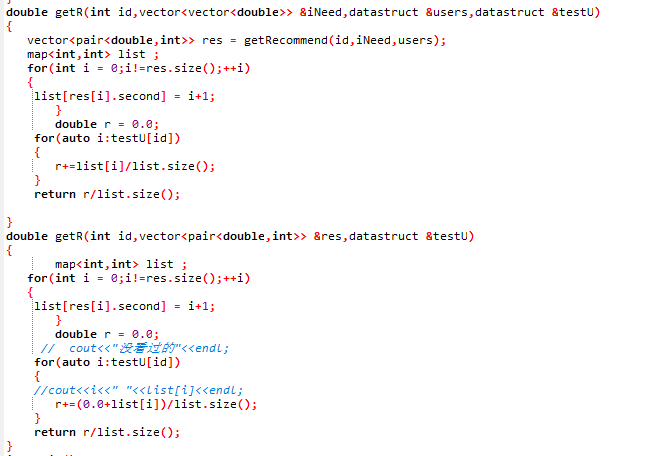 double getR(int id,vector<vector<double>> &iNeed,datastruct &users,datastruct &testU)
{
vector<pair<double,int>> res = getRecommend(id,iNeed,users);
map<int,int> list ;
for(int i = 0;i!=res.size();++i)
{
list[res[i].second] = i+1;
}
double r = 0.0;
for(auto i:testU[id])
{
r+=list[i]/list.size();
}
return r/list.size();
}
double getR(int id,vector<pair<double,int>> &res,datastruct &testU)
{
map<int,int> list ;
for(int i = 0;i!=res.size();++i)
{
list[res[i].second] = i+1;
}
double r = 0.0;
// cout<<"没看过的"<<endl;
for(auto i:testU[id])
{
//cout<<i<<" "<<list[i]<<endl;
r+=(0.0+list[i])/list.size();
}
return r/list.size();
}